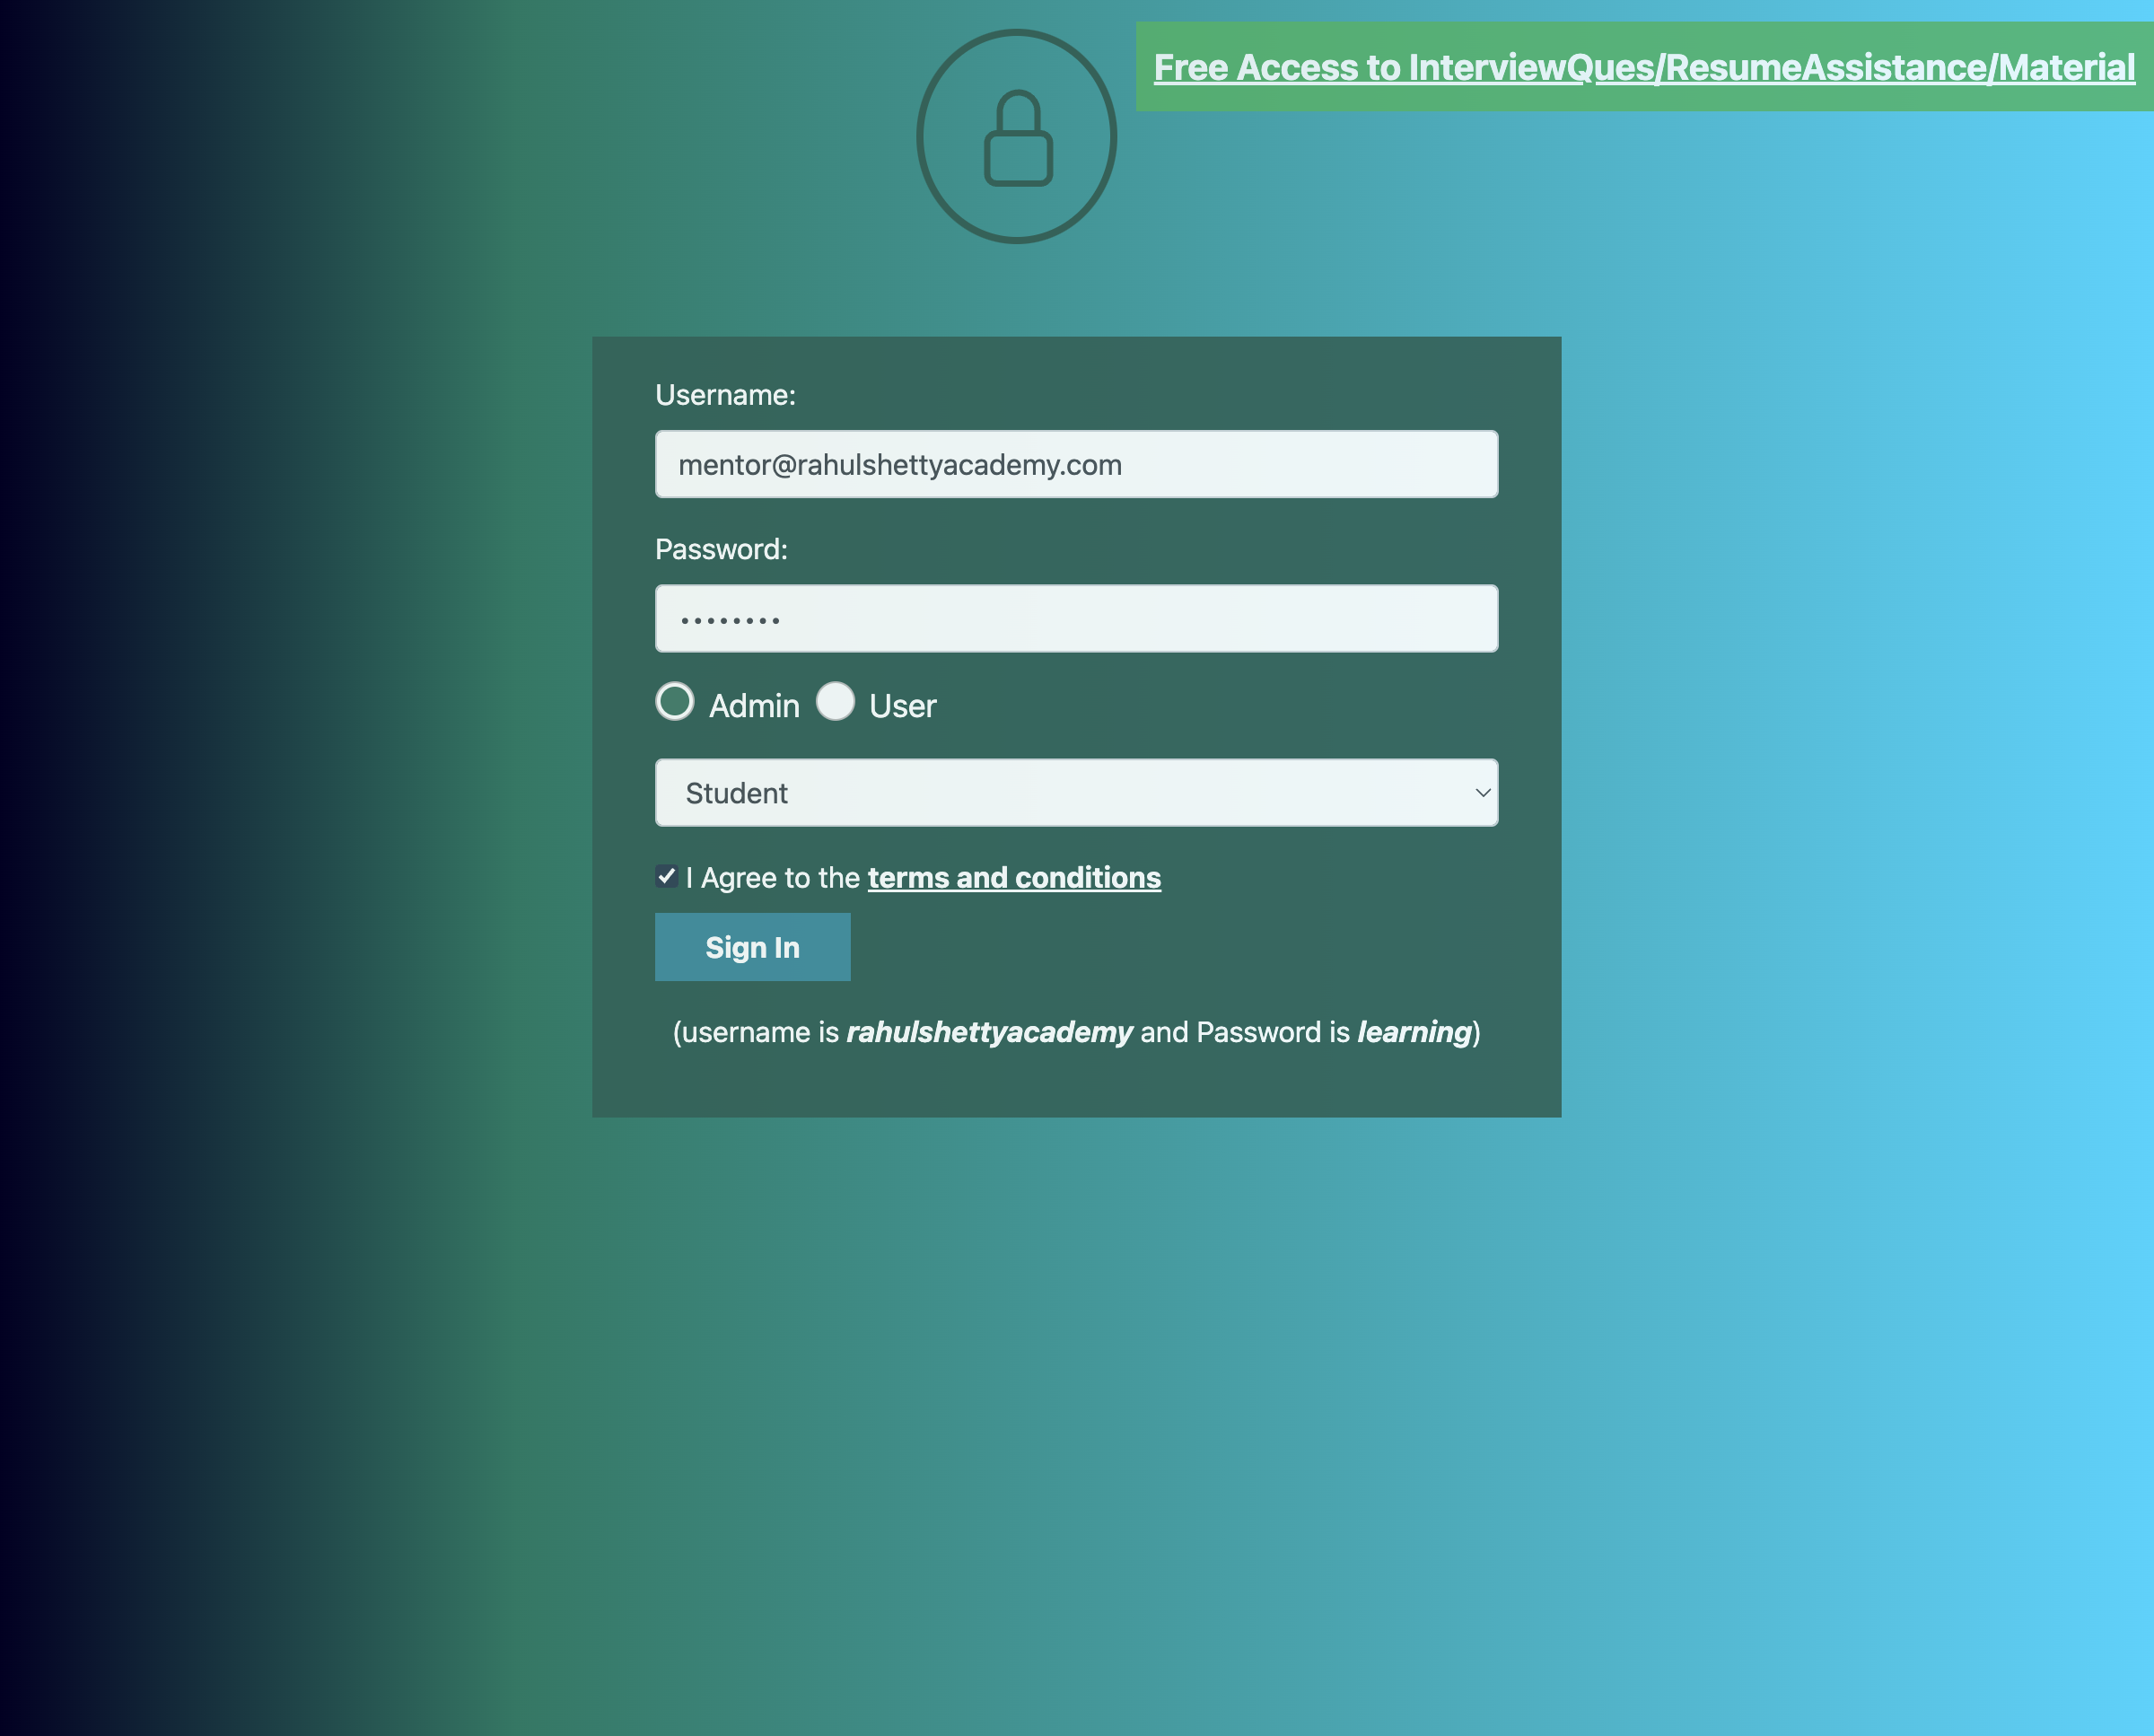 Free Access to InterviewQues/ResumeAssistance/Material
Username:
mentor@rahulshettyacademy.com
Password:
••••••••
Admin User
Student
I Agree to the terms and conditions
Sign In
(username is rahulshettyacademy and Password is learning)